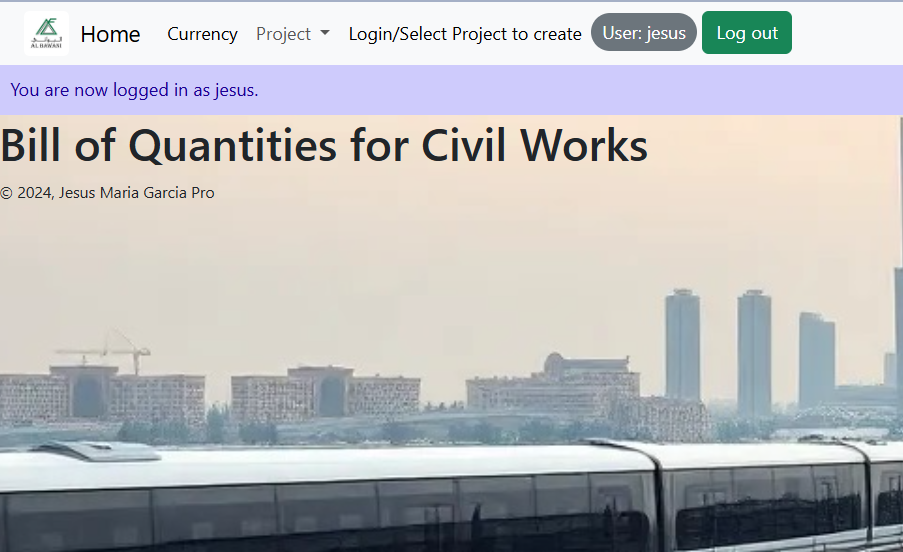 AL RAWASI
Home Currency Project Login/Select Project to create User: jesus Log out
You are now logged in as jesus.
Bill of Quantities for Civil Works
© 2024, Jesus Maria Garcia Pro